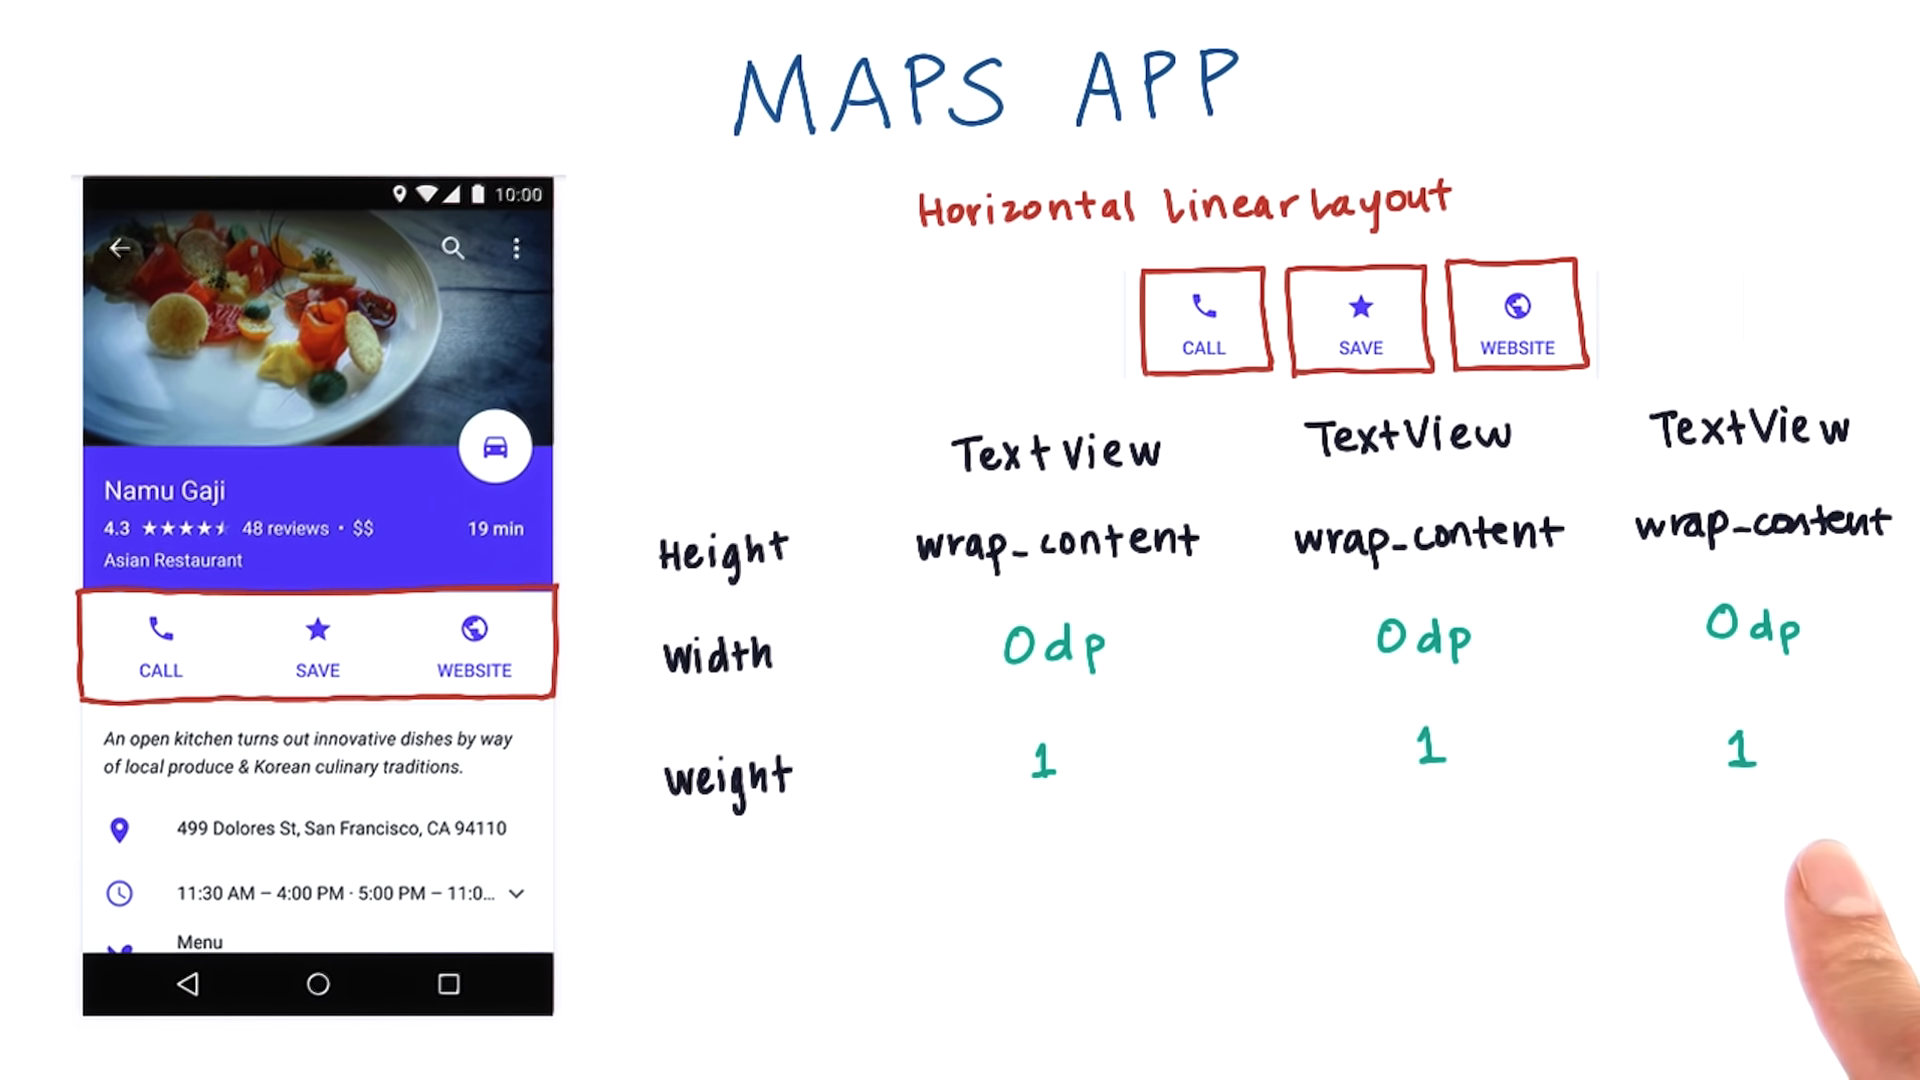 MAPS APP
10:00
Namu Gaji
4.3 48 reviews · $$ 19 min
Asian Restaurant
CALL SAVE WEBSITE
An open kitchen turns out innovative dishes by way
of local produce & Korean culinary traditions.
499 Dolores St, San Francisco, CA 94110
11:30 AM – 4:00 PM · 5:00 PM – 11:0...
Menu
Horizontal Linear Layout
CALL SAVE WEBSITE
TextView TextView TextView
Height wrap_content wrap_content wrap_content
Width 0dp 0dp 0dp
Weight 1 1 1